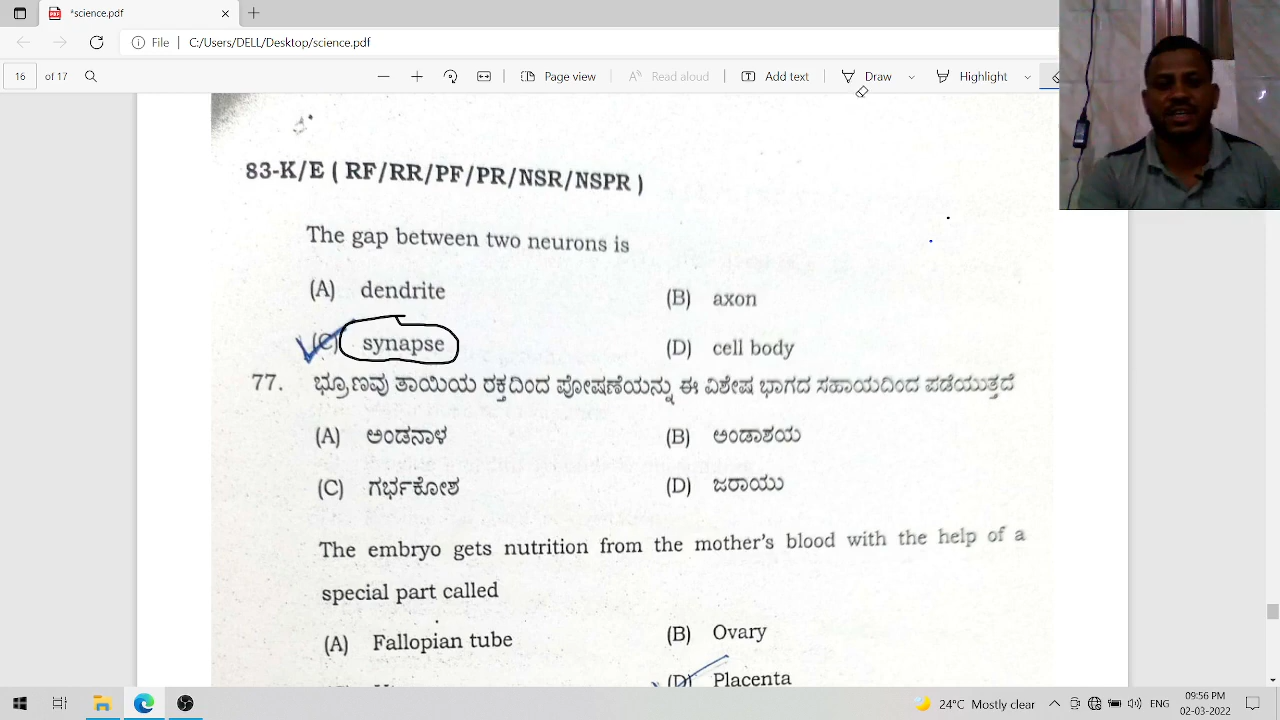 *science.pdf
File | C:/Users/DELL/Desktop/science.pdf
16 of 17 Page view Read aloud Add text Draw Highlight
83-K/E ( RF/RR/PF/PR/NSR/NSPR )
The gap between two neurons is
(A) dendrite (B) axon
(C) synapse (D) cell body
77. ಭ್ರೂಣವು ತಾಯಿಯ ರಕ್ತದಿಂದ ಪೋಷಣೆಯನ್ನು ಈ ವಿಶೇಷ ಭಾಗದ ಸಹಾಯದಿಂದ ಪಡೆಯುತ್ತದೆ
(A) ಅಂಡನಾಳ (B) ಅಂಡಾಶಯ
(C) ಗರ್ಭಕೋಶ (D) ಜರಾಯು
The embryo gets nutrition from the mother's blood with the help of a
special part called
(A) Fallopian tube (B) Ovary
(D) Placenta
24°C Mostly clear ENG 09:56 PM
02-03-2022